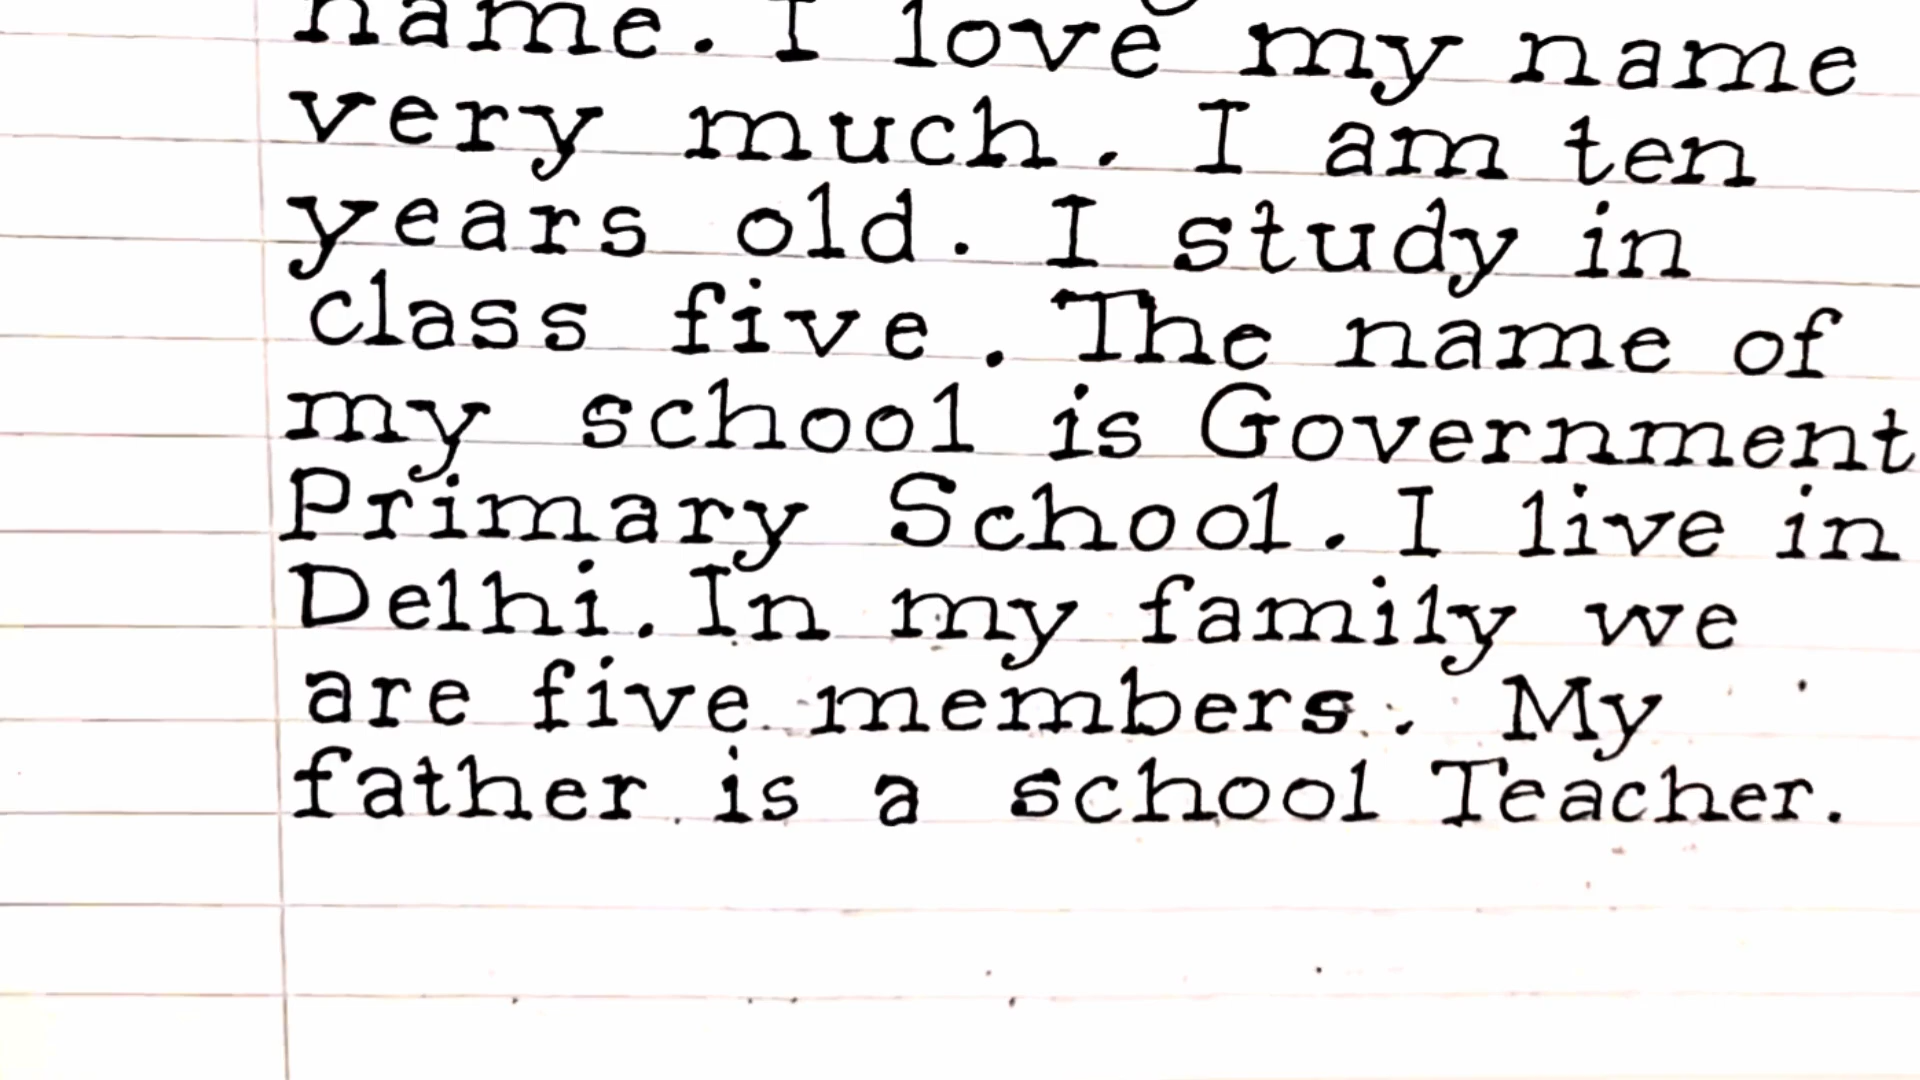 name. I love my name
very much. I am ten
years old. I study in
class five. The name of
my school is Government
Primary School. I live in
Delhi. In my family we
are five members. My
father is a school Teacher.